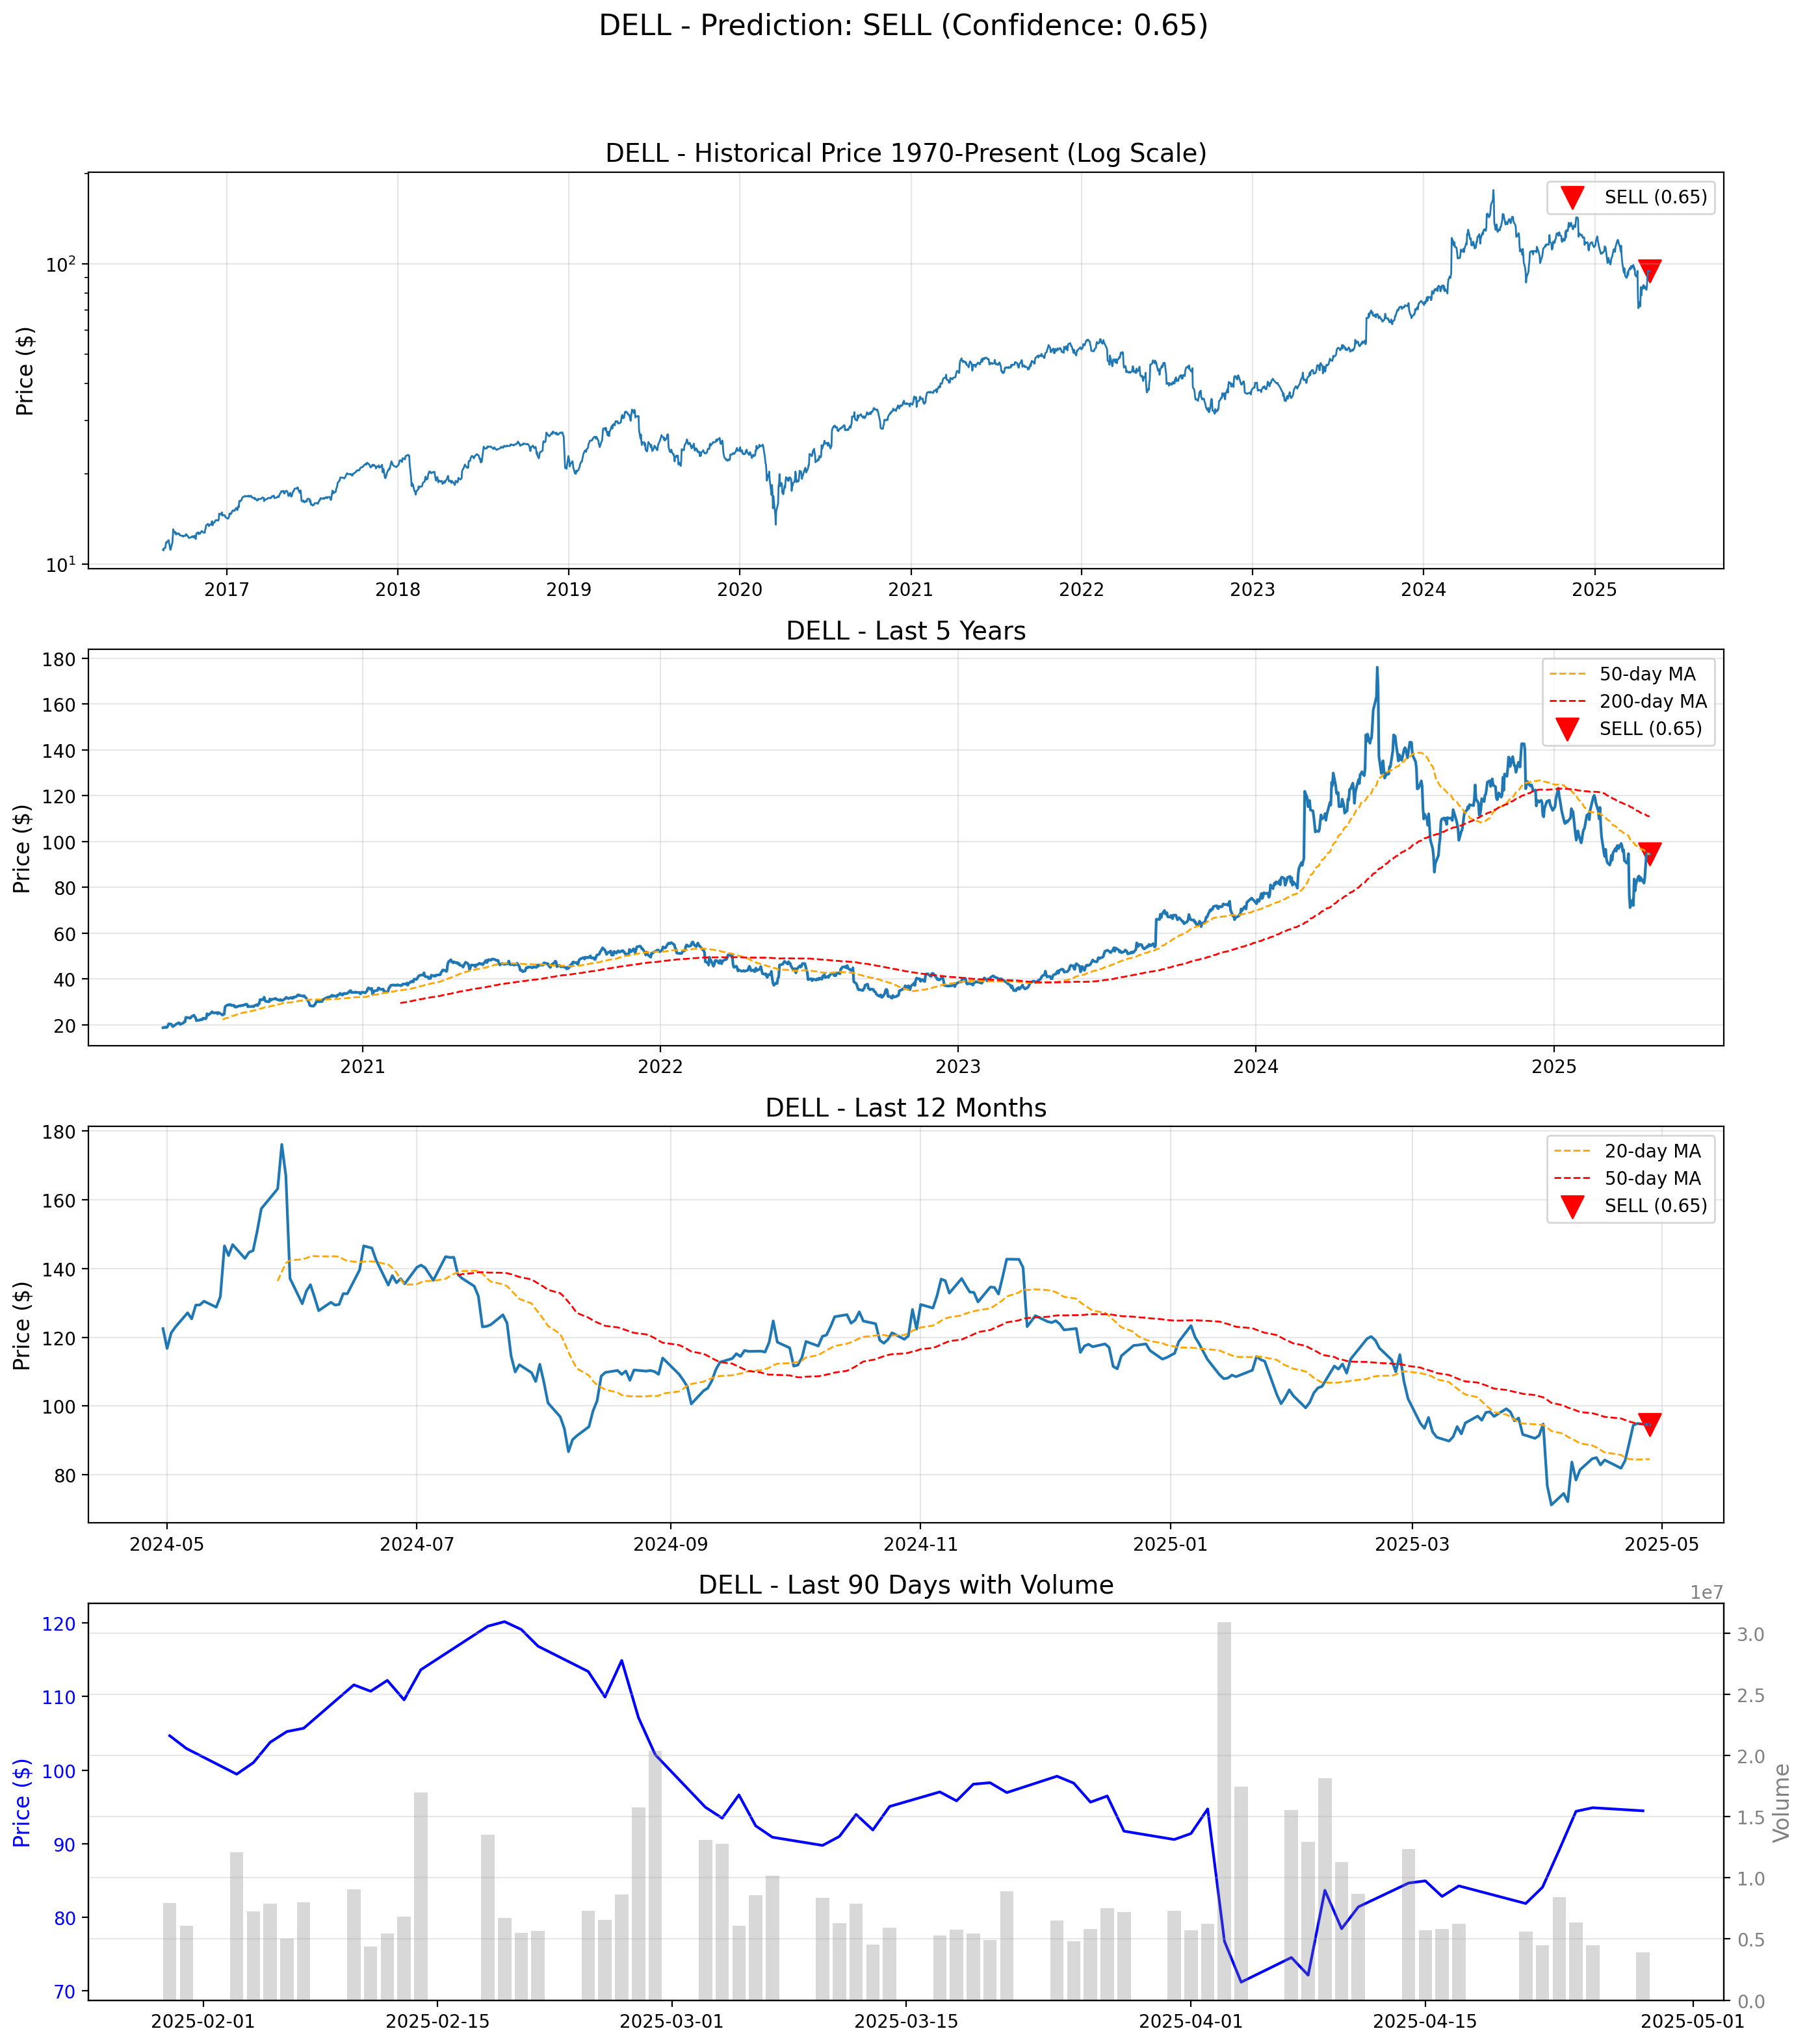 DELL - Prediction: SELL (Confidence: 0.65)
DELL - Historical Price 1970-Present (Log Scale)
SELL (0.65)
Price ($)
10²
10¹
2017 2018 2019 2020 2021 2022 2023 2024 2025
DELL - Last 5 Years
50-day MA
200-day MA
SELL (0.65)
Price ($)
180
160
140
120
100
80
60
40
20
2021 2022 2023 2024 2025
DELL - Last 12 Months
20-day MA
50-day MA
SELL (0.65)
Price ($)
180
160
140
120
100
80
2024-05 2024-07 2024-09 2024-11 2025-01 2025-03 2025-05
DELL - Last 90 Days with Volume
1e7
Price ($)
120
110
100
90
80
70
3.0
2.5
2.0
1.5
1.0
0.5
0.0
Volume
2025-02-01 2025-02-15 2025-03-01 2025-03-15 2025-04-01 2025-04-15 2025-05-01